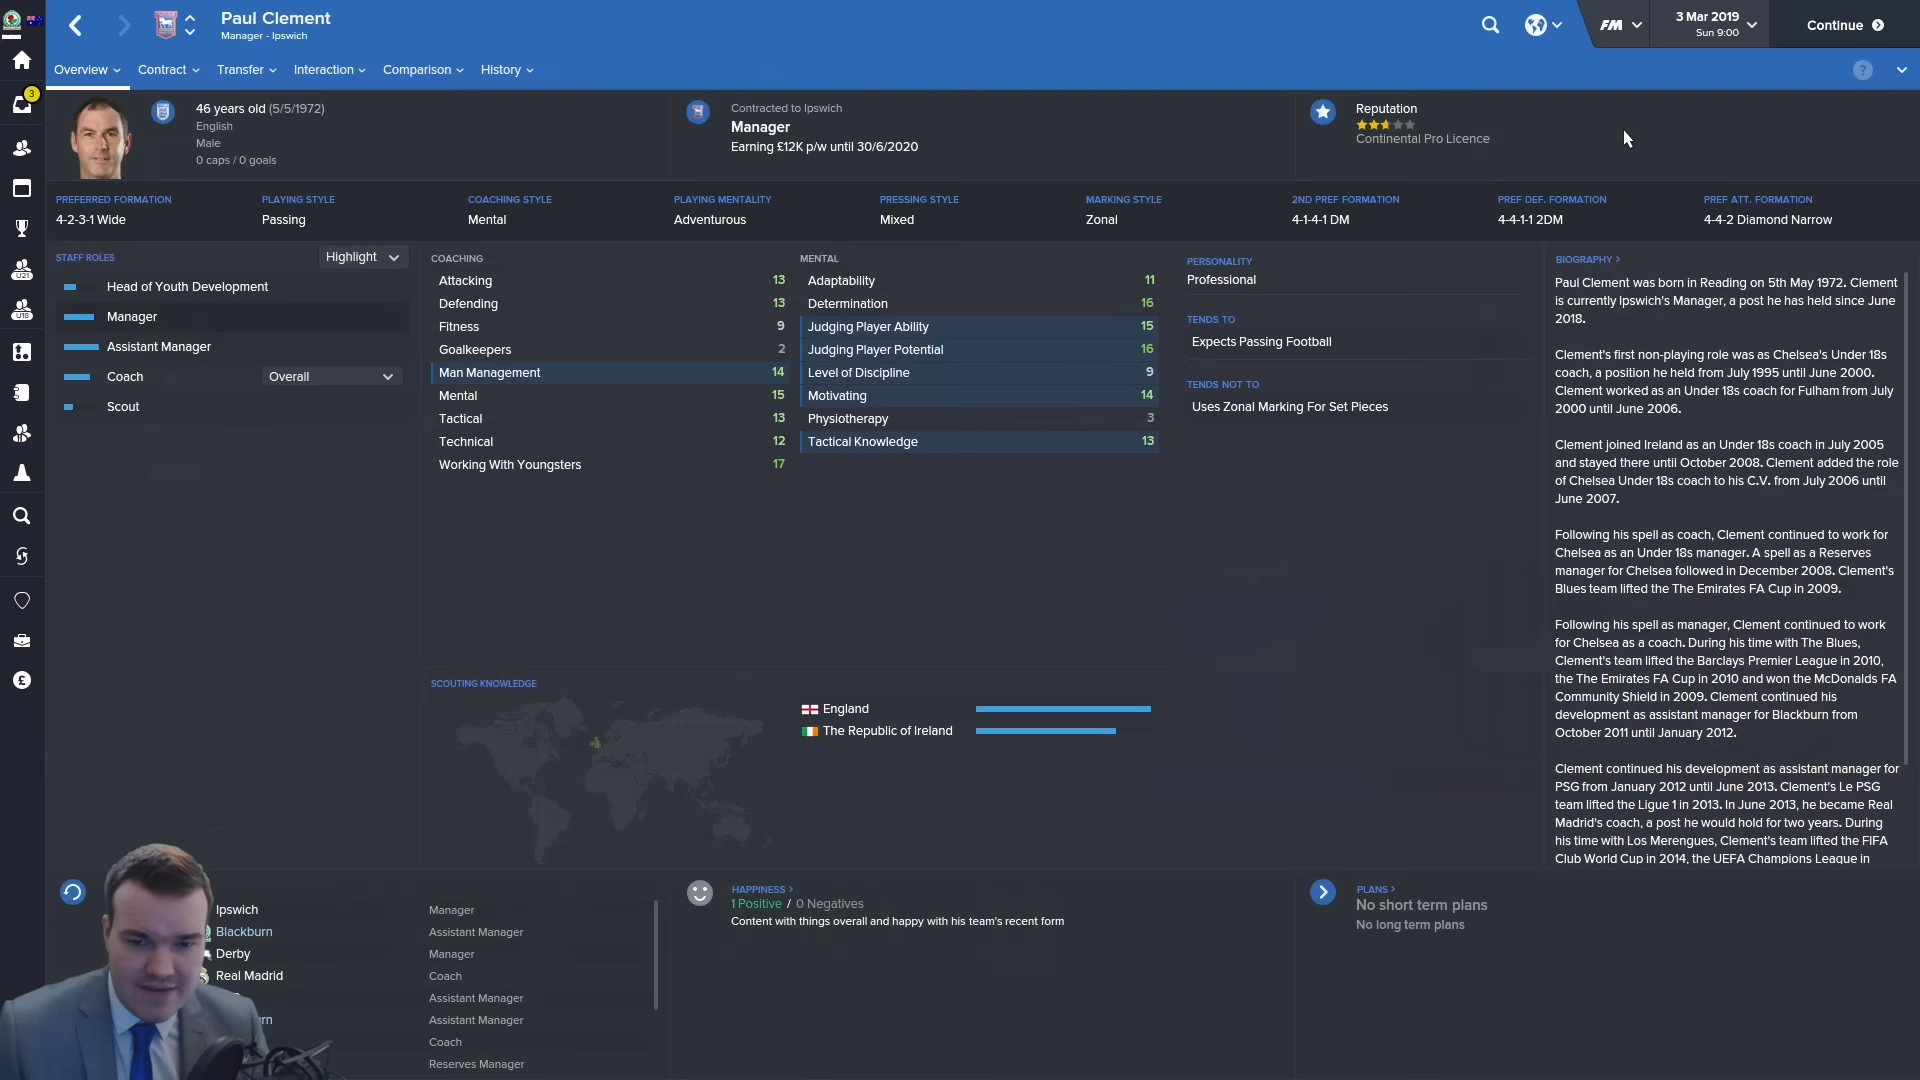 Paul Clement
Manager - Ipswich
FM
3 Mar 2019
Sun 9:00
Continue
Overview
Contract
Transfer
Interaction
Comparison
History
?
3
U21
U18
46 years old (5/5/1972)
English
Male
0 caps / 0 goals
Contracted to Ipswich
Manager
Earning £12K p/w until 30/6/2020
Reputation
Continental Pro Licence
PREFERRED FORMATION
4-2-3-1 Wide
PLAYING STYLE
Passing
COACHING STYLE
Mental
PLAYING MENTALITY
Adventurous
PRESSING STYLE
Mixed
MARKING STYLE
Zonal
2ND PREF FORMATION
4-1-4-1 DM
PREF DEF. FORMATION
4-4-1-1 2DM
PREF ATT. FORMATION
4-4-2 Diamond Narrow
STAFF ROLES
Highlight
Head of Youth Development
Manager
Assistant Manager
Coach
Overall
Scout
COACHING
Attacking 13
Defending 13
Fitness 9
Goalkeepers 2
Man Management 14
Mental 15
Tactical 13
Technical 12
Working With Youngsters 17
MENTAL
Adaptability 11
Determination 16
Judging Player Ability 15
Judging Player Potential 16
Level of Discipline 9
Motivating 14
Physiotherapy 3
Tactical Knowledge 13
PERSONALITY
Professional
TENDS TO
Expects Passing Football
TENDS NOT TO
Uses Zonal Marking For Set Pieces
BIOGRAPHY >
Paul Clement was born in Reading on 5th May 1972. Clement
is currently Ipswich's Manager, a post he has held since June
2018.
Clement's first non-playing role was as Chelsea's Under 18s
coach, a position he held from July 1995 until June 2000.
Clement worked as an Under 18s coach for Fulham from July
2000 until June 2006.
Clement joined Ireland as an Under 18s coach in July 2005
and stayed there until October 2008. Clement added the role
of Chelsea Under 18s coach to his C.V. from July 2006 until
June 2007.
Following his spell as coach, Clement continued to work for
Chelsea as an Under 18s manager. A spell as a Reserves
manager for Chelsea followed in December 2008. Clement's
Blues team lifted the The Emirates FA Cup in 2009.
Following his spell as manager, Clement continued to work
for Chelsea as a coach. During his time with The Blues,
Clement's team lifted the Barclays Premier League in 2010,
the The Emirates FA Cup in 2010 and won the McDonalds FA
Community Shield in 2009. Clement continued his
development as assistant manager for Blackburn from
October 2011 until January 2012.
Clement continued his development as assistant manager for
PSG from January 2012 until June 2013. Clement's Le PSG
team lifted the Ligue 1 in 2013. In June 2013, he became Real
Madrid's coach, a post he would hold for two years. During
his time with Los Merengues, Clement's team lifted the FIFA
Club World Cup in 2014, the UEFA Champions League in
SCOUTING KNOWLEDGE
England
The Republic of Ireland
Ipswich Manager
Blackburn Assistant Manager
Derby Manager
Real Madrid Coach
Assistant Manager
Assistant Manager
Coach
Reserves Manager
HAPPINESS >
1 Positive / 0 Negatives
Content with things overall and happy with his team's recent form
PLANS >
No short term plans
No long term plans